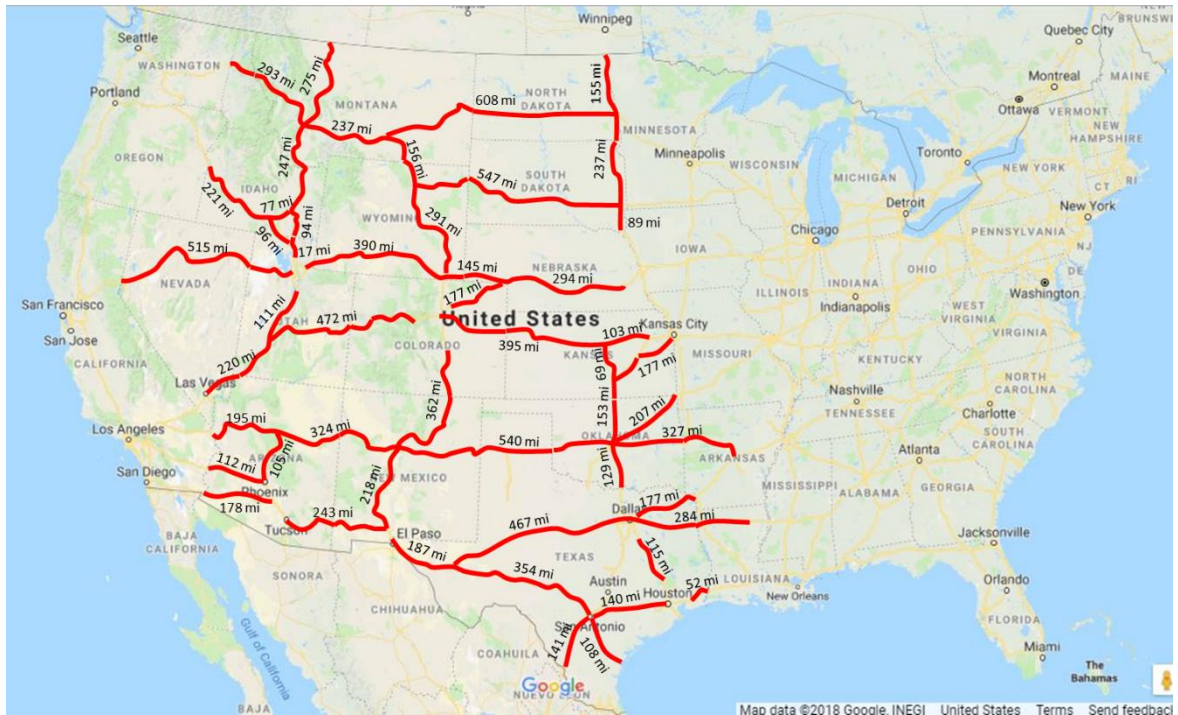 Winnipeg
Seattle
Quebec City
NEW BRUNSW
WASHINGTON
293 mi
275 mi
155 mi
Montreal
MAINE
Portland
MONTANA
608 mi
NORTH DAKOTA
Ottawa
VERMONT
NEW HAMPSHIRE
237 mi
MINNESOTA
OREGON
247 mi
156 mi
237 mi
Minneapolis
WISCONSIN
Toronto
MICHIGAN
NEW YORK
547 mi
SOUTH DAKOTA
IDAHO
CT
RI
221 mi
77 mi
94 mi
WYOMING
291 mi
89 mi
Detroit
New York
PENNSYLVANIA
96 mi
Chicago
NJ
515 mi
17 mi
390 mi
IOWA
145 mi
NEBRASKA
294 mi
OHIO
DE
NEVADA
177 mi
ILLINOIS
INDIANA
Indianapolis
Washington
111 mi
San Francisco
UTAH
472 mi
United States
103 mi
Kansas City
WEST VIRGINIA
San Jose
COLORADO
395 mi
KANSAS
VIRGINIA
69 mi
177 mi
MISSOURI
KENTUCKY
CALIFORNIA
220 mi
Las Vegas
362 mi
153 mi
207 mi
Nashville
TENNESSEE
NORTH CAROLINA
Charlotte
195 mi
324 mi
Los Angeles
540 mi
OKLAHOMA
327 mi
SOUTH CAROLINA
ARIZONA
ARKANSAS
Atlanta
San Diego
112 mi
NEW MEXICO
218 mi
129 mi
MISSISSIPPI
ALABAMA
GEORGIA
Phoenix
178 mi
177 mi
Dallas
243 mi
Tucson
467 mi
284 mi
El Paso
BAJA CALIFORNIA
Jacksonville
187 mi
TEXAS
115 mi
SONORA
354 mi
Austin
LOUISIANA
52 mi
Houston
New Orleans
Orlando
140 mi
CHIHUAHUA
San Antonio
FLORIDA
Gulf of California
COAHUILA
141 mi
108 mi
Miami
The Bahamas
Google
NUEVO LEON
BAJA
Map data ©2018 Google, INEGI United States Terms Send feedback